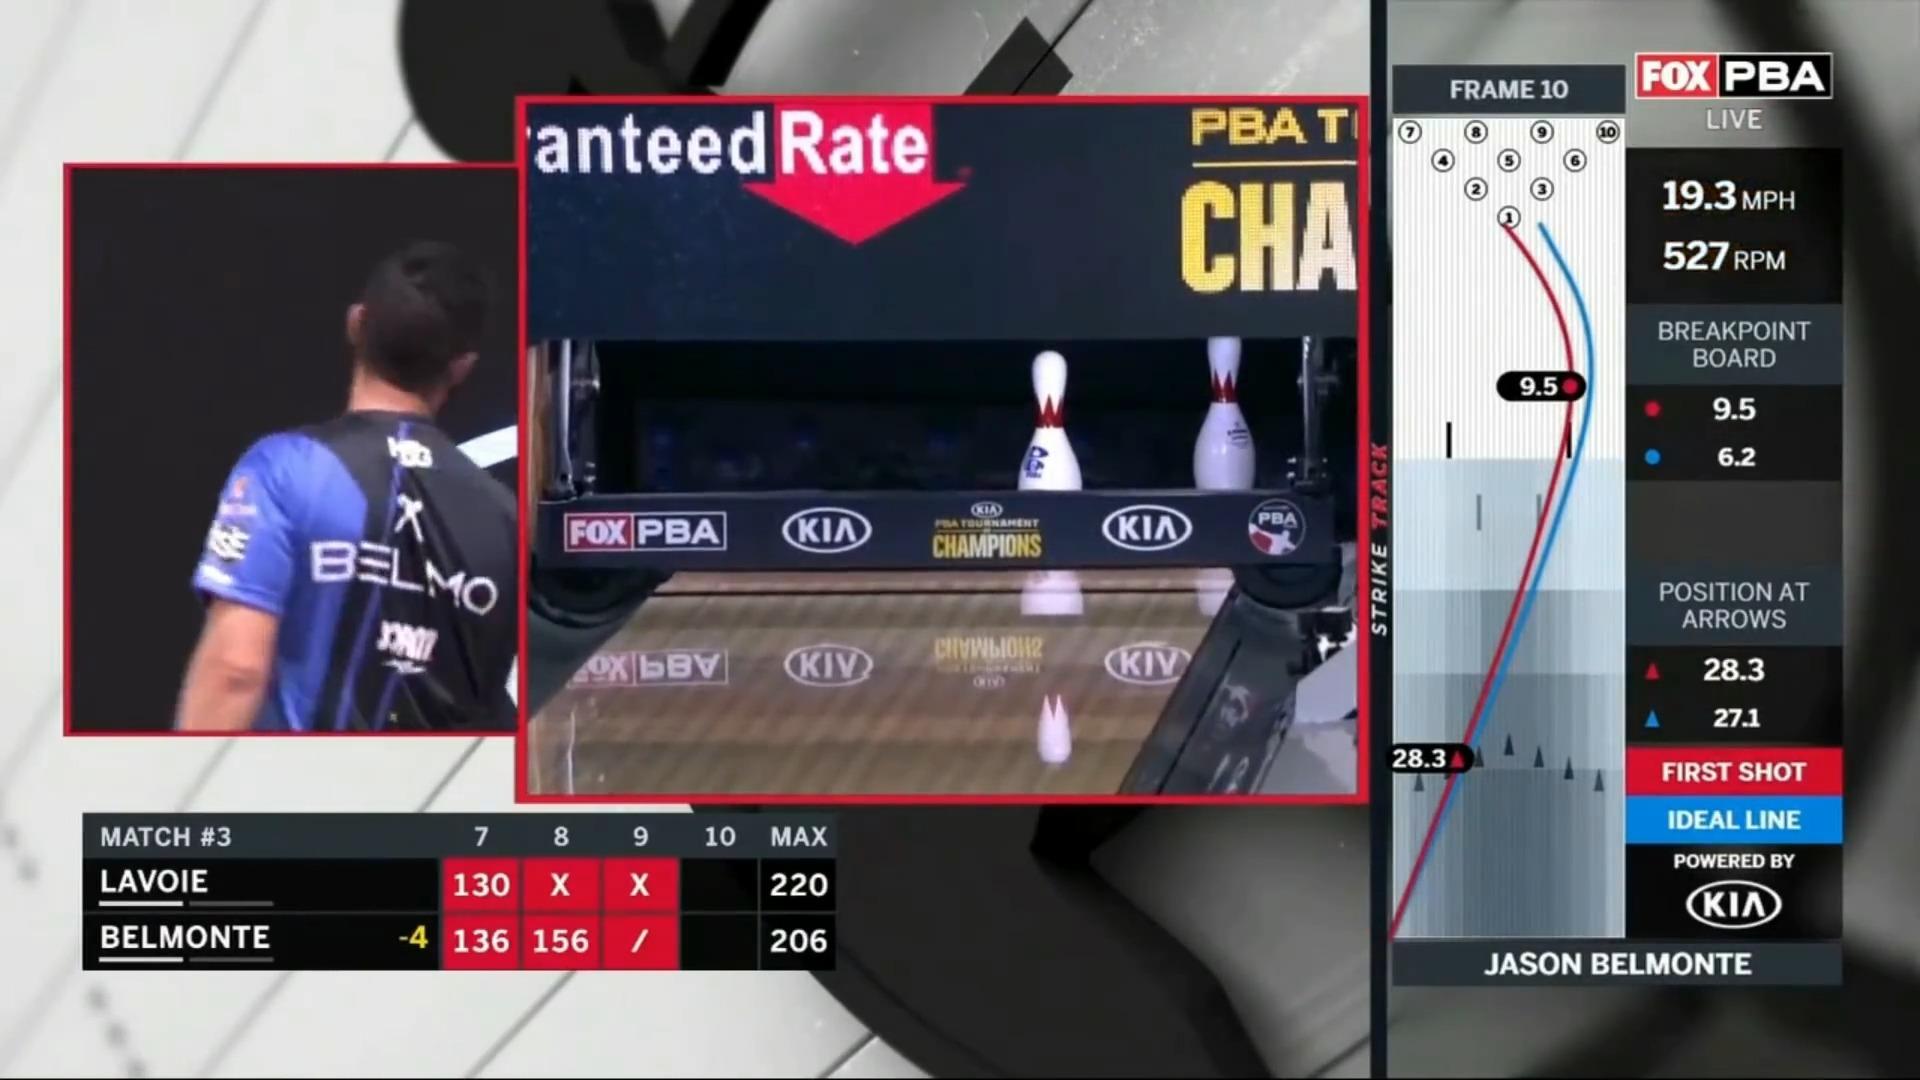 anteed Rate
PBA T
CHA
BELMO
FOX PBA
KIA
KIA
PBA TOURNAMENT
OF
CHAMPIONS
KIA
PBA
MATCH #3 7 8 9 10 MAX
LAVOIE 130 X X 220
BELMONTE -4 136 156 / 206
STRIKE TRACK
FRAME 10
7 8 9 10
4 5 6
2 3
1
9.5
28.3
FOX PBA
LIVE
19.3 MPH
527 RPM
BREAKPOINT
BOARD
9.5
6.2
POSITION AT
ARROWS
28.3
27.1
FIRST SHOT
IDEAL LINE
POWERED BY
KIA
JASON BELMONTE